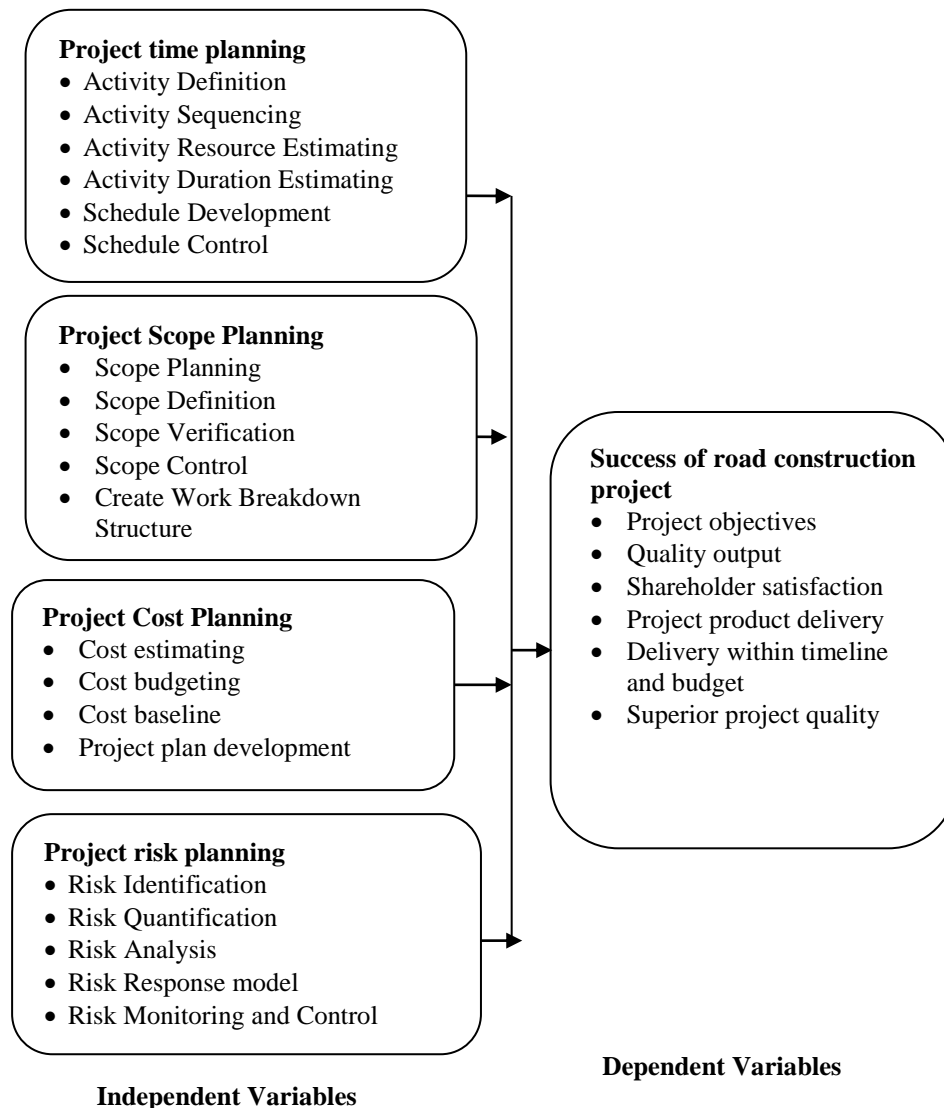 Project time planning
• Activity Definition
• Activity Sequencing
• Activity Resource Estimating
• Activity Duration Estimating
• Schedule Development
• Schedule Control
Project Scope Planning
• Scope Planning
• Scope Definition
• Scope Verification
• Scope Control
• Create Work Breakdown
Structure
Project Cost Planning
• Cost estimating
• Cost budgeting
• Cost baseline
• Project plan development
Project risk planning
• Risk Identification
• Risk Quantification
• Risk Analysis
• Risk Response model
• Risk Monitoring and Control
Independent Variables
Success of road construction
project
• Project objectives
• Quality output
• Shareholder satisfaction
• Project product delivery
• Delivery within timeline
and budget
• Superior project quality
Dependent Variables